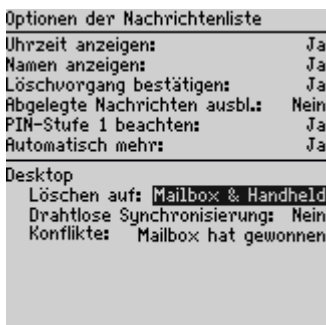 Optionen der Nachrichtenliste
Uhrzeit anzeigen: Ja
Namen anzeigen: Ja
Löschvorgang bestätigen: Ja
Abgelegte Nachrichten ausbl.: Nein
PIN-Stufe 1 beachten: Ja
Automatisch mehr: Ja
Desktop
Löschen auf: Mailbox & Handheld
Drahtlose Synchronisierung: Nein
Konflikte: Mailbox hat gewonnen